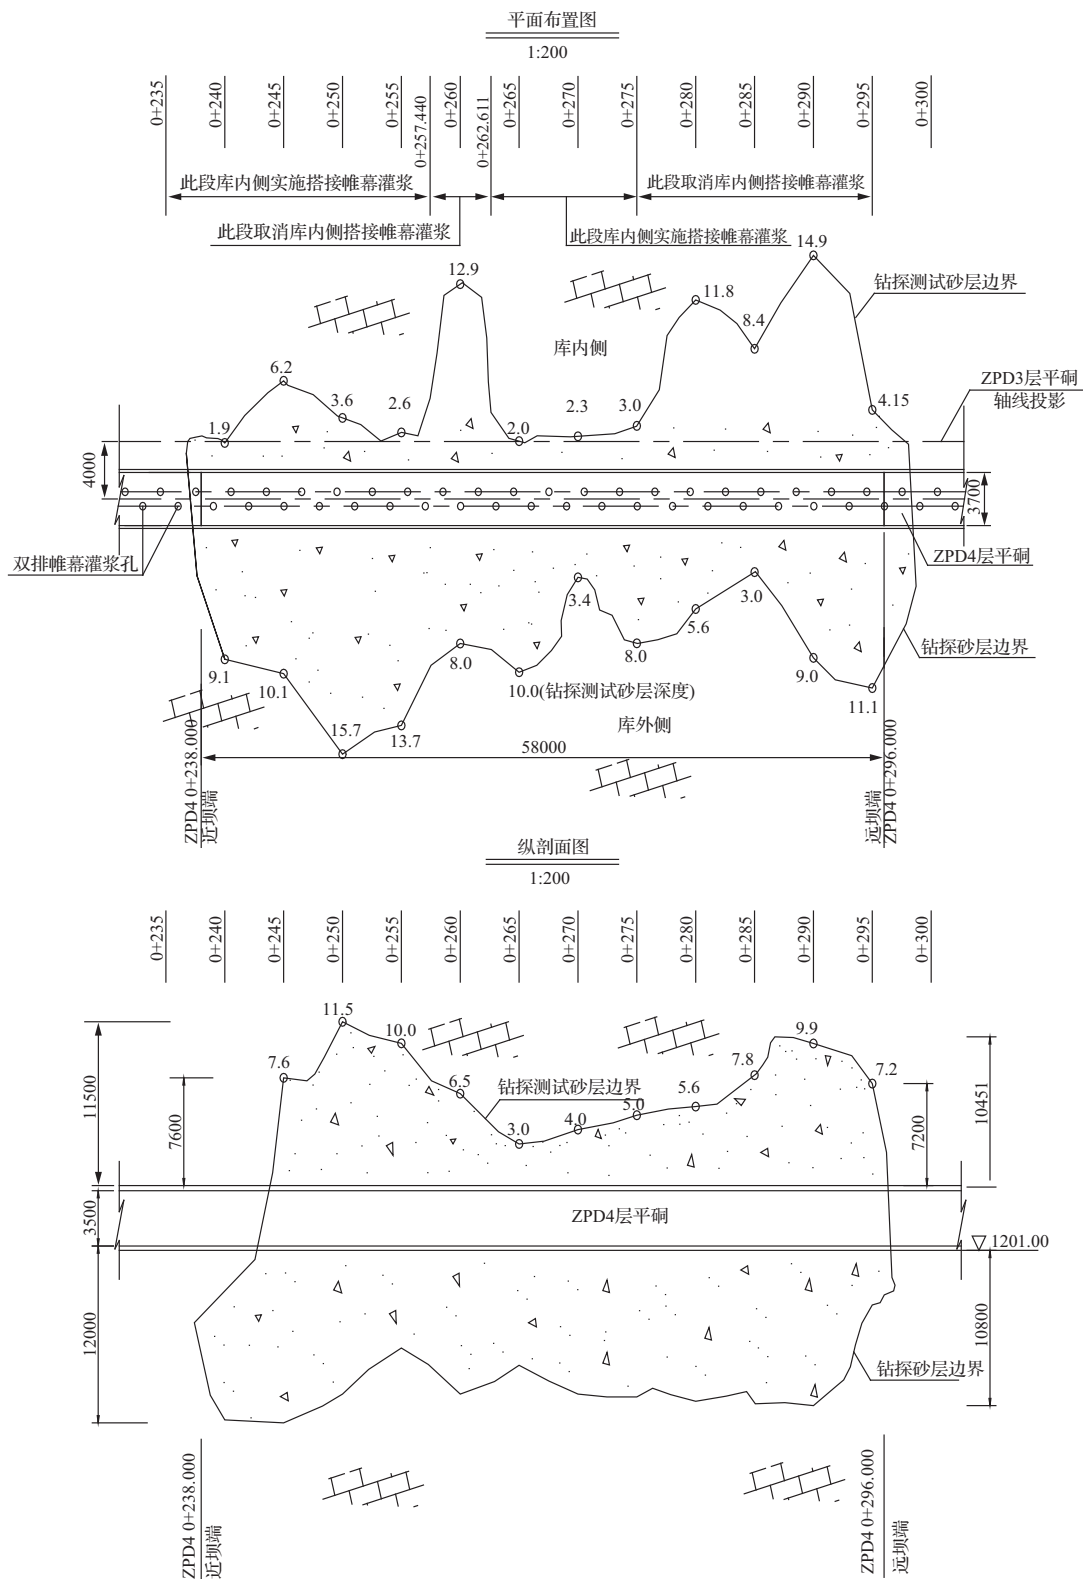 平面布置图
1:200
0+235
0+240
0+245
0+250
0+255
0+257.440
0+260
0+262.611
0+265
0+270
0+275
0+280
0+285
0+290
0+295
0+300
此段库内侧实施搭接帷幕灌浆
此段取消库内侧搭接帷幕灌浆
此段取消库内侧搭接帷幕灌浆
此段库内侧实施搭接帷幕灌浆
14.9
12.9
11.8
8.4
钻探测试砂层边界
库内侧
6.2
3.6
2.6
1.9
2.0
2.3
3.0
4.15
ZPD3层平硐
轴线投影
4000
3700
双排帷幕灌浆孔
ZPD4层平硐
3.4
3.0
5.6
8.0
8.0
9.0
9.1
10.1
10.0(钻探测试砂层深度)
11.1
钻探砂层边界
15.7
13.7
库外侧
58000
ZPD4 0+238.000
近坝端
远坝端
ZPD4 0+296.000
纵剖面图
1:200
0+235
0+240
0+245
0+250
0+255
0+260
0+265
0+270
0+275
0+280
0+285
0+290
0+295
0+300
11.5
10.0
9.9
7.6
7.8
7.2
6.5
钻探测试砂层边界
5.6
5.0
4.0
3.0
11500
7600
7200
10451
3500
ZPD4层平硐
1201.00
12000
10800
钻探砂层边界
ZPD4 0+238.000
近坝端
ZPD4 0+296.000
远坝端